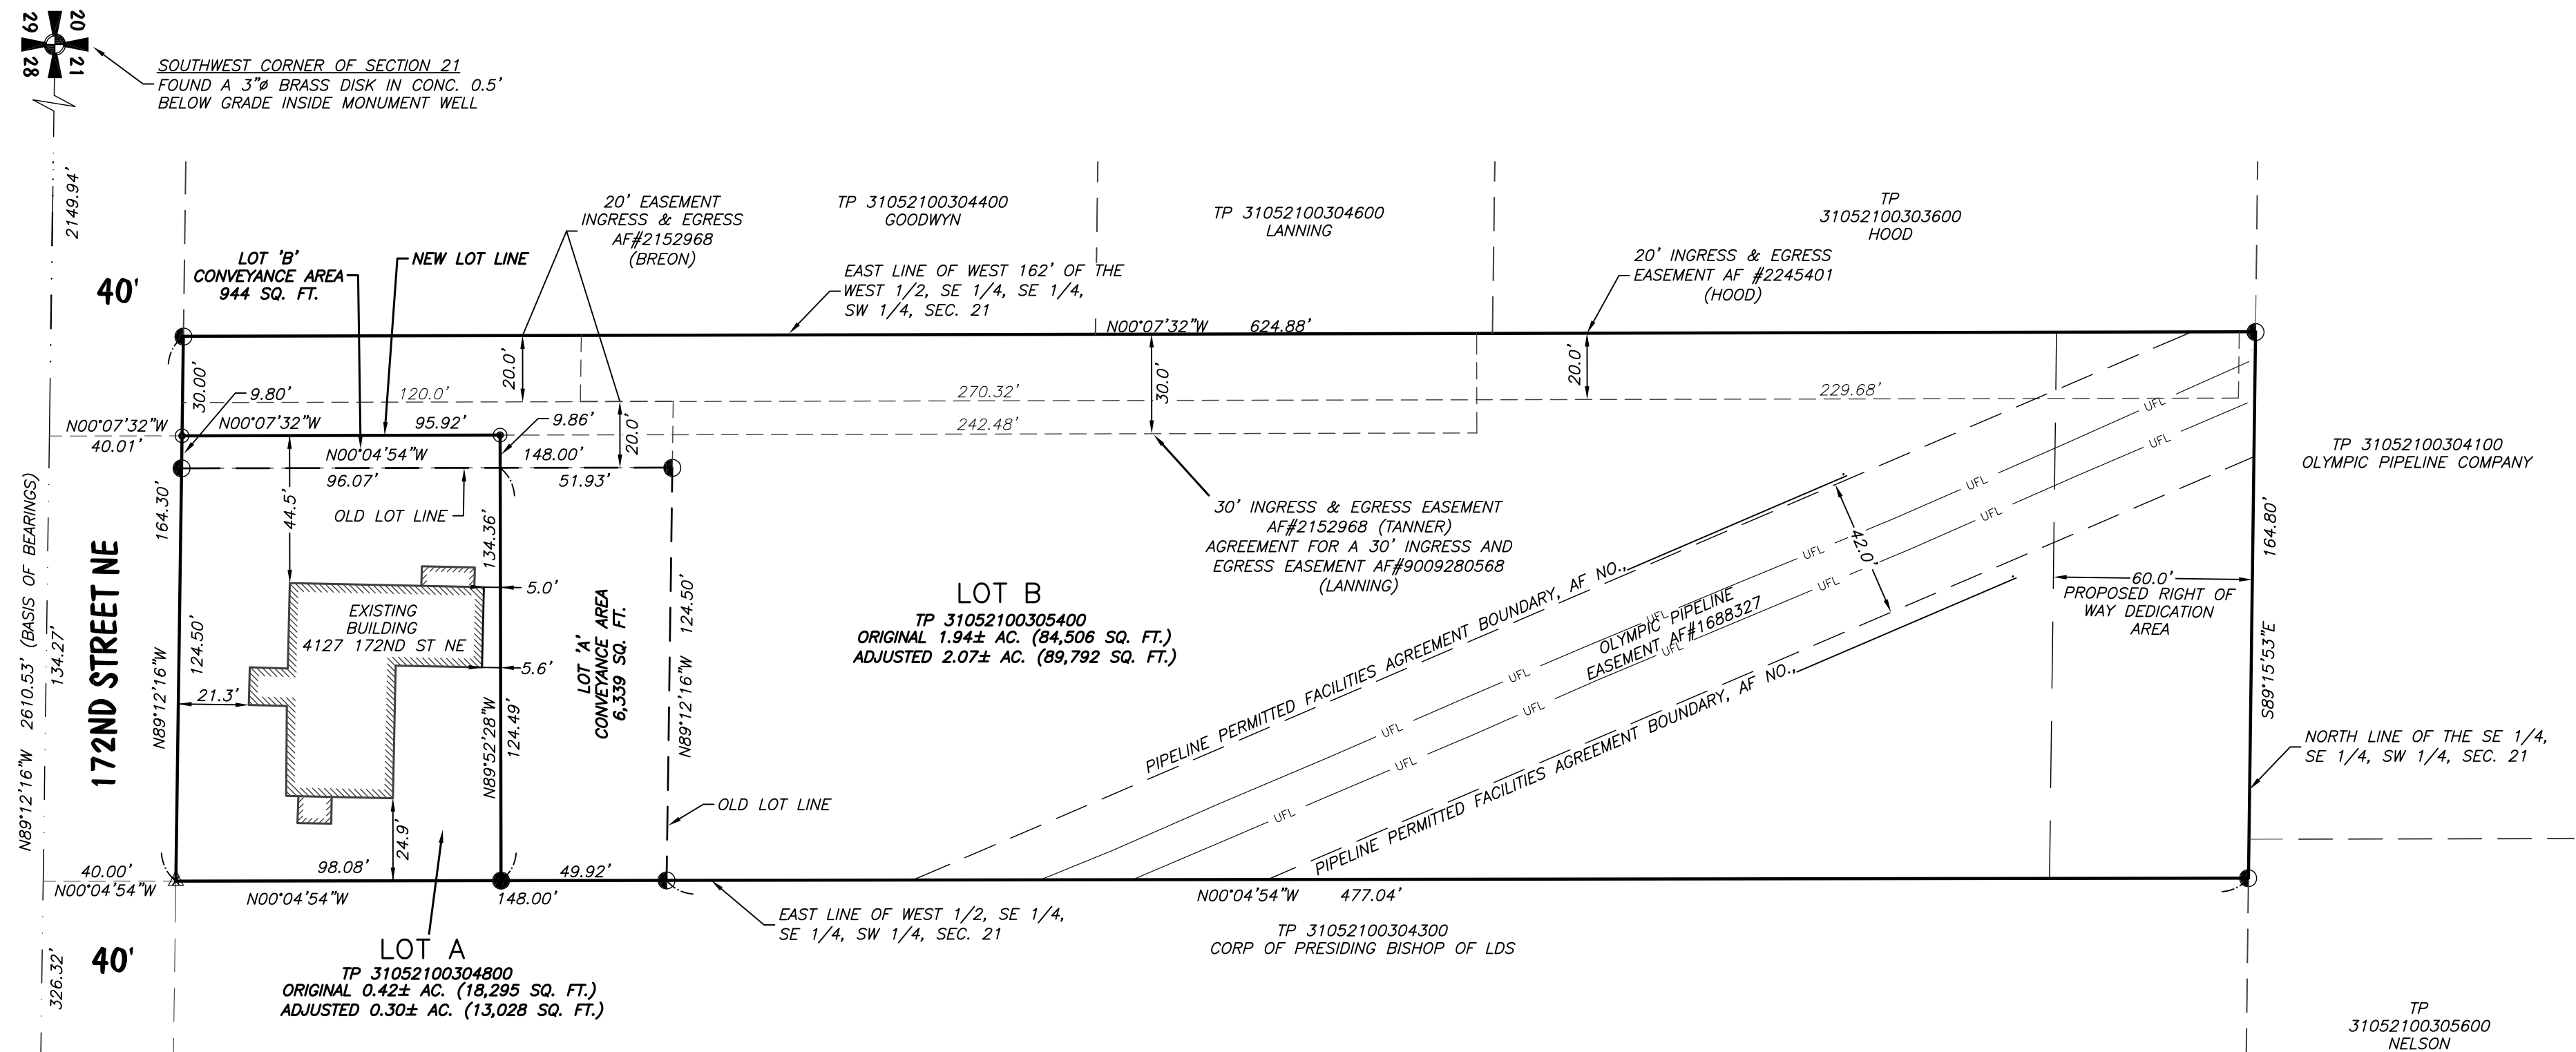 20
21
29
28
SOUTHWEST CORNER OF SECTION 21
FOUND A 3"ø BRASS DISK IN CONC. 0.5'
BELOW GRADE INSIDE MONUMENT WELL
2149.94'
40'
LOT 'B'
CONVEYANCE AREA
944 SQ. FT.
NEW LOT LINE
20' EASEMENT
INGRESS & EGRESS
AF#2152968
(BREON)
TP 31052100304400
GOODWYN
EAST LINE OF WEST 162' OF THE
WEST 1/2, SE 1/4, SE 1/4,
SW 1/4, SEC. 21
TP 31052100304600
LANNING
TP
31052100303600
HOOD
20' INGRESS & EGRESS
EASEMENT AF #2245401
(HOOD)
N00°07'32"W 624.88'
30.00'
9.80'
120.0'
20.0'
270.32'
30.0'
20.0'
229.68'
N00°07'32"W
40.01'
N00°07'32"W 95.92'
9.86'
20.0'
242.48'
N00°04'54"W 148.00'
96.07'
51.93'
OLD LOT LINE
44.5'
164.30'
134.36'
30' INGRESS & EGRESS EASEMENT
AF#2152968 (TANNER)
AGREEMENT FOR A 30' INGRESS AND
EGRESS EASEMENT AF#9009280568
(LANNING)
TP 31052100304100
OLYMPIC PIPELINE COMPANY
164.80'
S89°15'53"E
42.0'
60.0'
PROPOSED RIGHT OF
WAY DEDICATION
AREA
N89°12'16"W 2610.53' (BASIS OF BEARINGS)
134.27'
172ND STREET NE
N89°12'16"W
124.50'
EXISTING
BUILDING
4127 172ND ST NE
5.0'
5.6'
21.3'
24.9'
N89°52'28"W
124.49'
LOT 'A'
CONVEYANCE AREA
6,339 SQ. FT.
N89°12'16"W 124.50'
LOT B
TP 31052100305400
ORIGINAL 1.94± AC. (84,506 SQ. FT.)
ADJUSTED 2.07± AC. (89,792 SQ. FT.)
PIPELINE PERMITTED FACILITIES AGREEMENT BOUNDARY, AF NO.,
OLYMPIC PIPELINE
EASEMENT AF#1688327
PIPELINE PERMITTED FACILITIES AGREEMENT BOUNDARY, AF NO.,
UFL
UFL
UFL
UFL
UFL
UFL
UFL
UFL
UFL
UFL
UFL
UFL
UFL
UFL
NORTH LINE OF THE SE 1/4,
SE 1/4, SW 1/4, SEC. 21
OLD LOT LINE
40.00'
N00°04'54"W
98.08'
49.92'
N00°04'54"W
148.00'
N00°04'54"W 477.04'
EAST LINE OF WEST 1/2, SE 1/4,
SE 1/4, SW 1/4, SEC. 21
TP 31052100304300
CORP OF PRESIDING BISHOP OF LDS
40'
326.32'
LOT A
TP 31052100304800
ORIGINAL 0.42± AC. (18,295 SQ. FT.)
ADJUSTED 0.30± AC. (13,028 SQ. FT.)
TP
31052100305600
NELSON